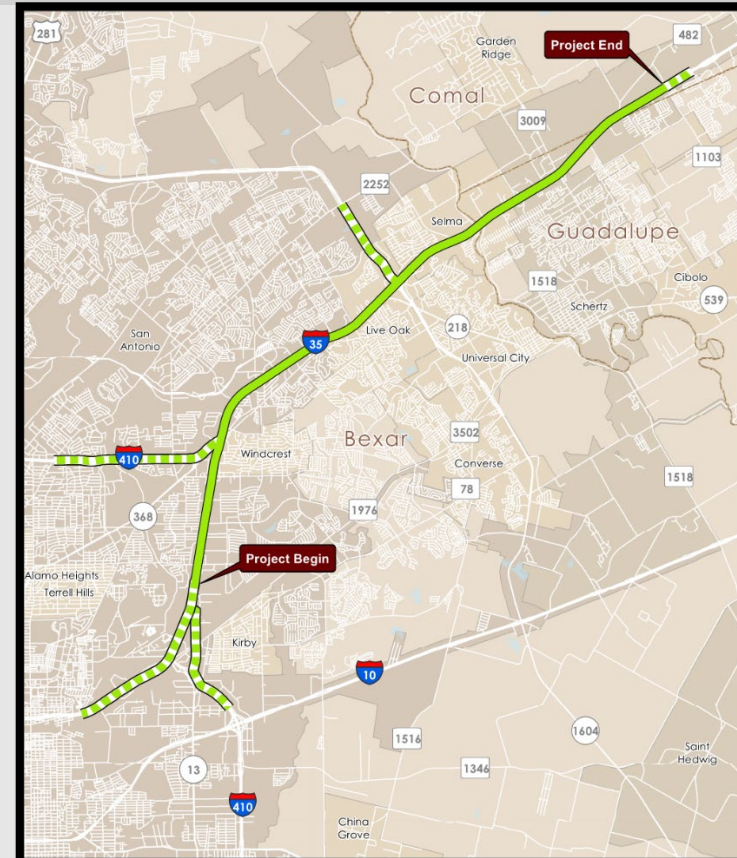 281
Garden
Ridge
Project End
482
Comal
3009
1103
2252
Selma
Guadalupe
1518
Cibolo
539
Schertz
San
Antonio
35
Live Oak
218
Universal City
410
Windcrest
Bexar
3502
Converse
78
1518
368
1976
Project Begin
Alamo Heights
Terrell Hills
Kirby
10
1604
1516
13
1346
Saint
Hedwig
410
China
Grove